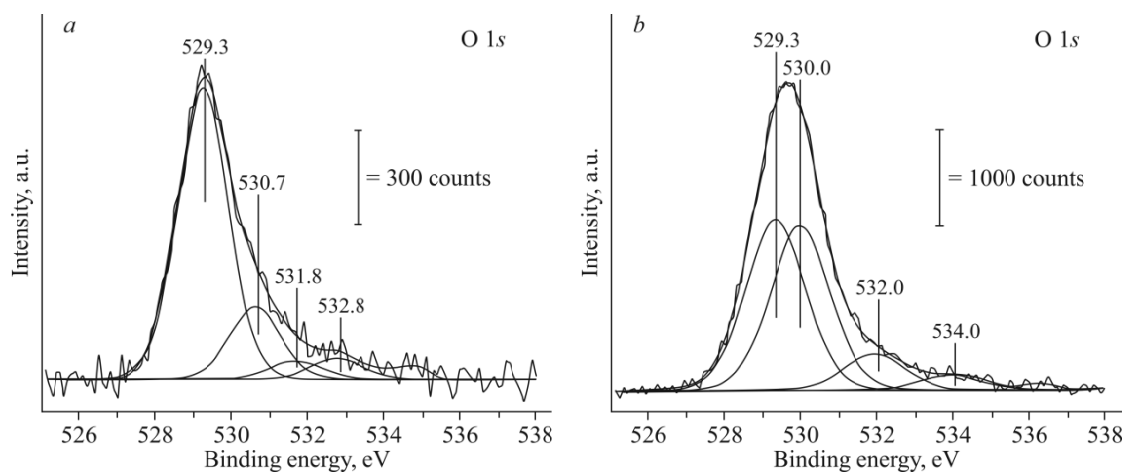 a
O 1s
529.3
530.7
531.8
532.8
= 300 counts
Intensity, a.u.
526 528 530 532 534 536 538
Binding energy, eV
b
O 1s
529.3
530.0
532.0
534.0
= 1000 counts
Intensity, a.u.
526 528 530 532 534 536 538
Binding energy, eV